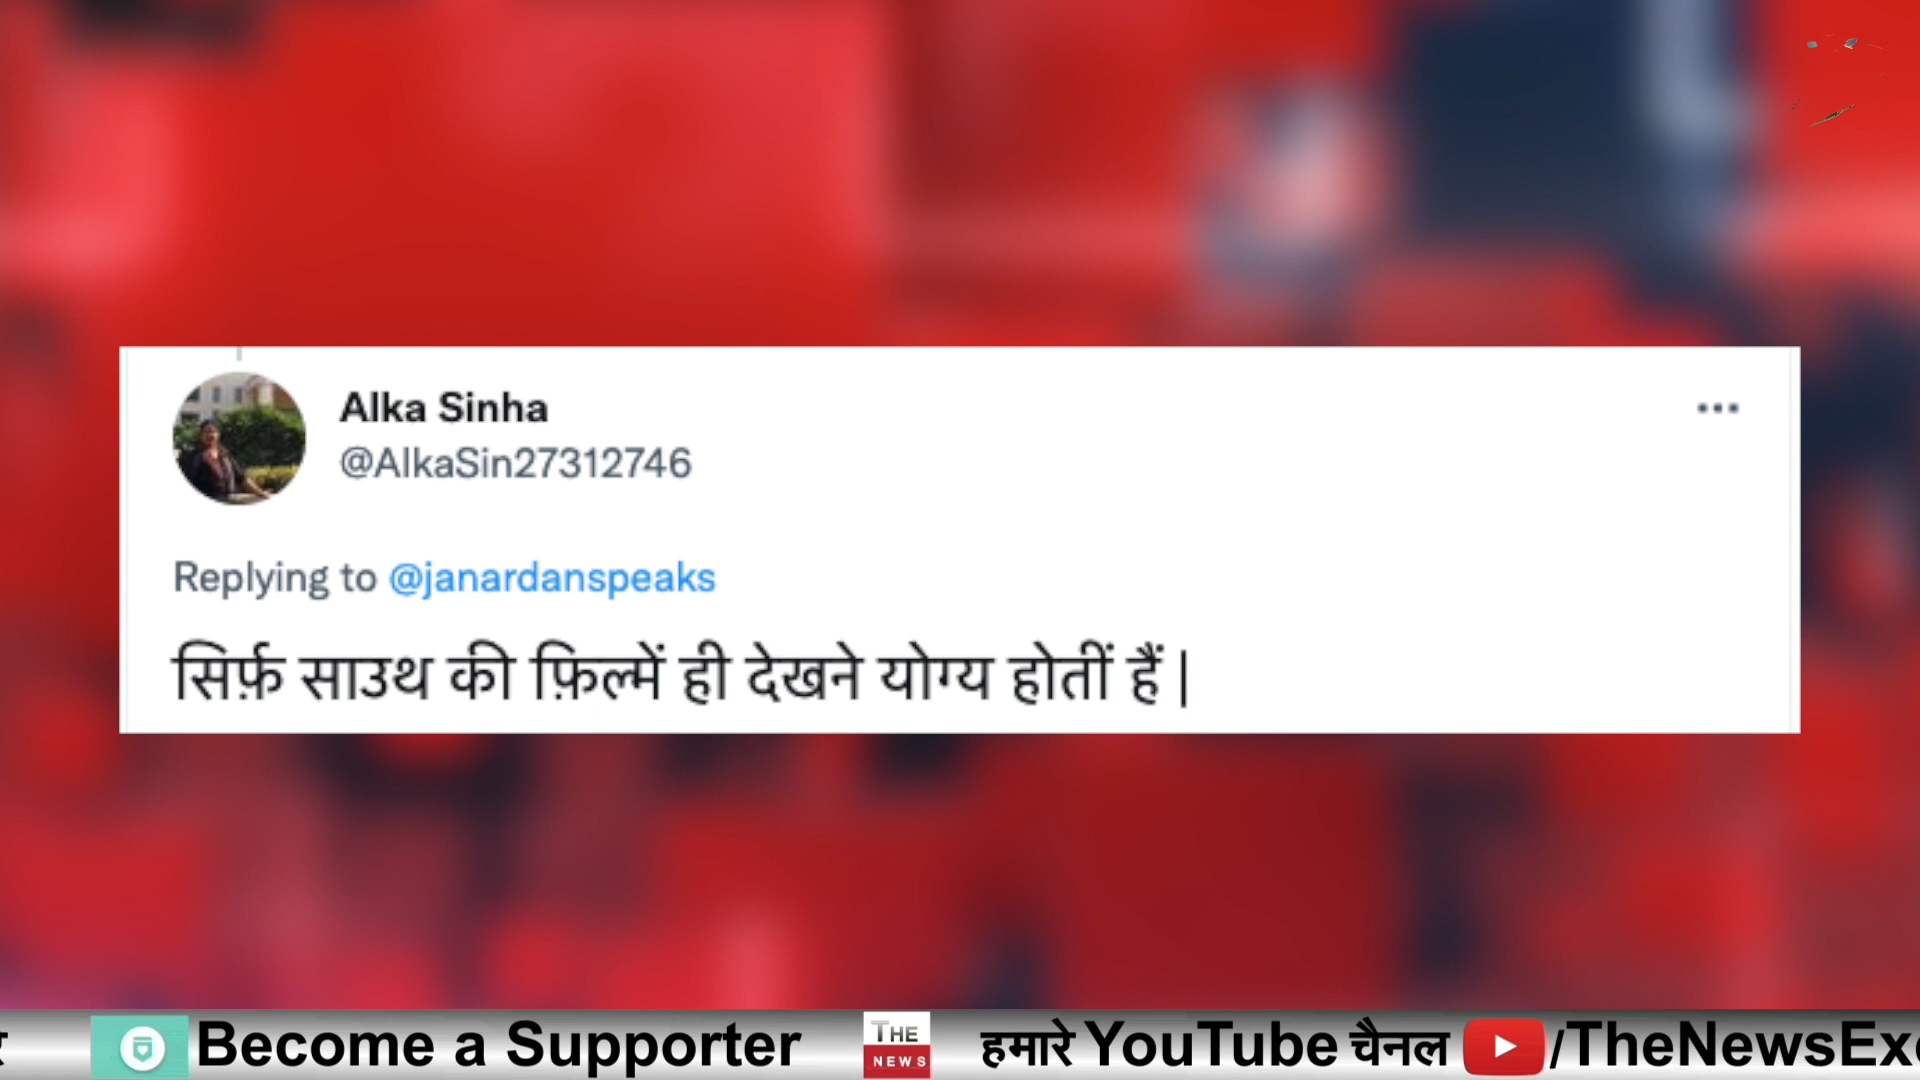 Alka Sinha
@AlkaSin27312746
Replying to @janardanspeaks
सिर्फ़ साउथ की फ़िल्में ही देखने योग्य होतीं हैं |
Become a Supporter THE NEWS हमारे YouTube चैनल /TheNewsEx